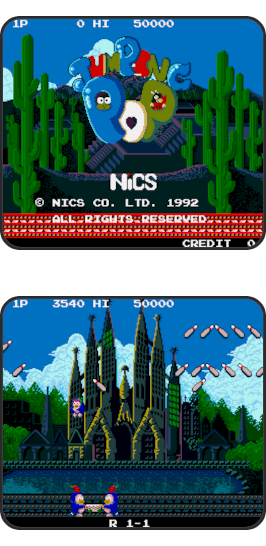 1P 0 HI 50000
JUMPING
POP
NiCS
© NICS CO. LTD. 1992
ALL RIGHTS RESERVED
CREDIT 0
1P 3540 HI 50000
R 1-1